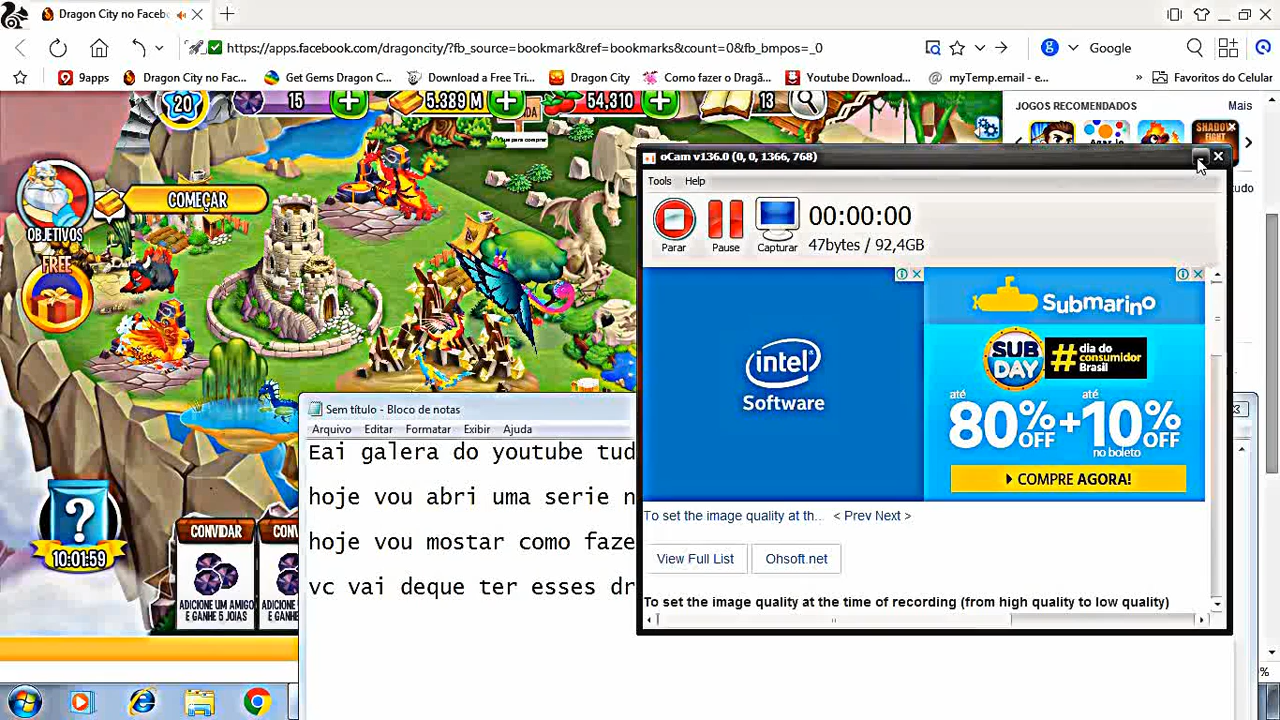 Dragon City no Faceb
https://apps.facebook.com/dragoncity/?fb_source=bookmark&ref=bookmarks&count=0&fb_bmpos=_0
Google
9apps
Dragon City no Fac...
Get Gems Dragon C...
Download a Free Tri...
Dragon City
Como fazer o Dragã...
Youtube Download...
myTemp.email - e...
» Favoritos do Celular
20
15
5.389 M
54,310
13
JOGOS RECOMENDADOS
Mais
SHADOW
FIGHT
tudo
COMEÇAR
OBJETIVOS
FREE
10:01:59
CONVIDAR
ADICIONE UM AMIGO
E GANHE 5 JOIAS
oCam v136.0 (0, 0, 1366, 768)
Tools Help
Parar
Pause
Capturar
00:00:00
47bytes / 92,4GB
intel
Software
Submarino
SUB
DAY
# dia do
consumidor
Brasil
até
80% OFF
+
até
10% OFF
no boleto
COMPRE AGORA!
To set the image quality at th... < Prev Next >
View Full List
Ohsoft.net
To set the image quality at the time of recording (from high quality to low quality)
Sem título - Bloco de notas
Arquivo Editar Formatar Exibir Ajuda
Eai galera do youtube tud
hoje vou abri uma serie n
hoje vou mostar como faze
vc vai deque ter esses dr